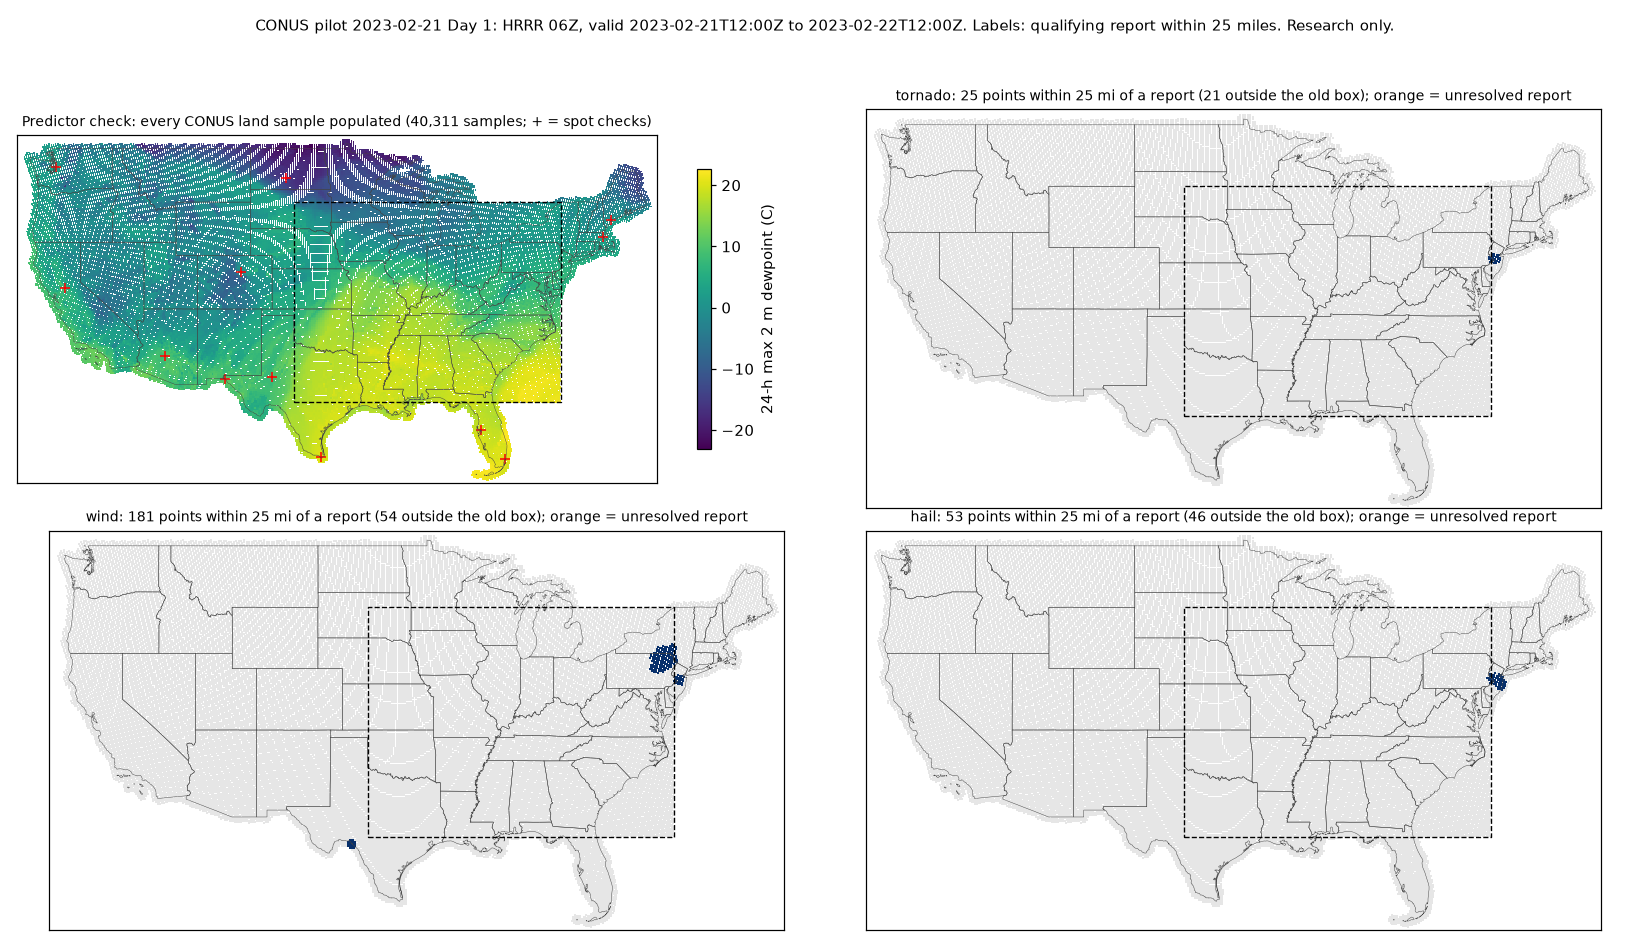 CONUS pilot 2023-02-21 Day 1: HRRR 06Z, valid 2023-02-21T12:00Z to 2023-02-22T12:00Z. Labels: qualifying report within 25 miles. Research only.
Predictor check: every CONUS land sample populated (40,311 samples; + = spot checks)
20
10
0
−10
−20
24-h max 2 m dewpoint (C)
tornado: 25 points within 25 mi of a report (21 outside the old box); orange = unresolved report
wind: 181 points within 25 mi of a report (54 outside the old box); orange = unresolved report
hail: 53 points within 25 mi of a report (46 outside the old box); orange = unresolved report